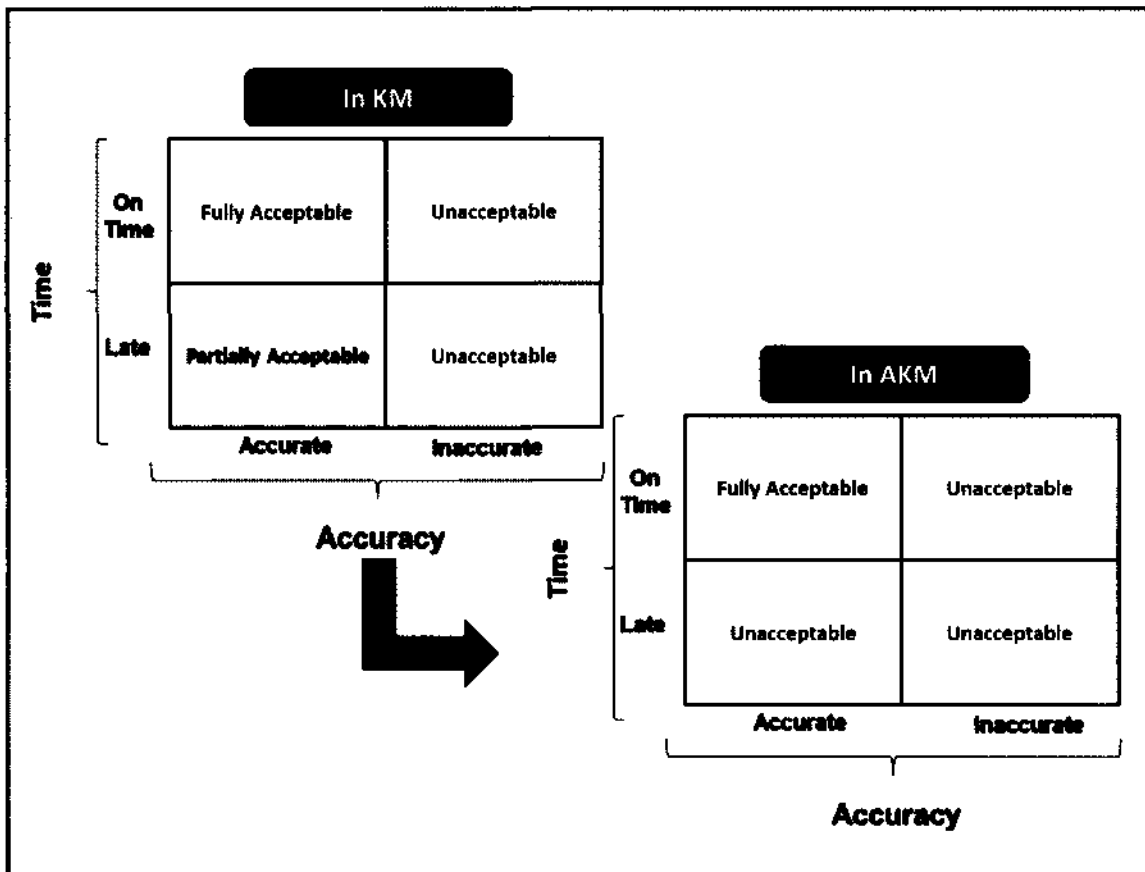 In KM
On
Time
Fully Acceptable
Unacceptable
Time
Late
Partially Acceptable
Unacceptable
Accurate
Inaccurate
Accuracy
In AKM
On
Time
Fully Acceptable
Unacceptable
Time
Late
Unacceptable
Unacceptable
Accurate
Inaccurate
Accuracy